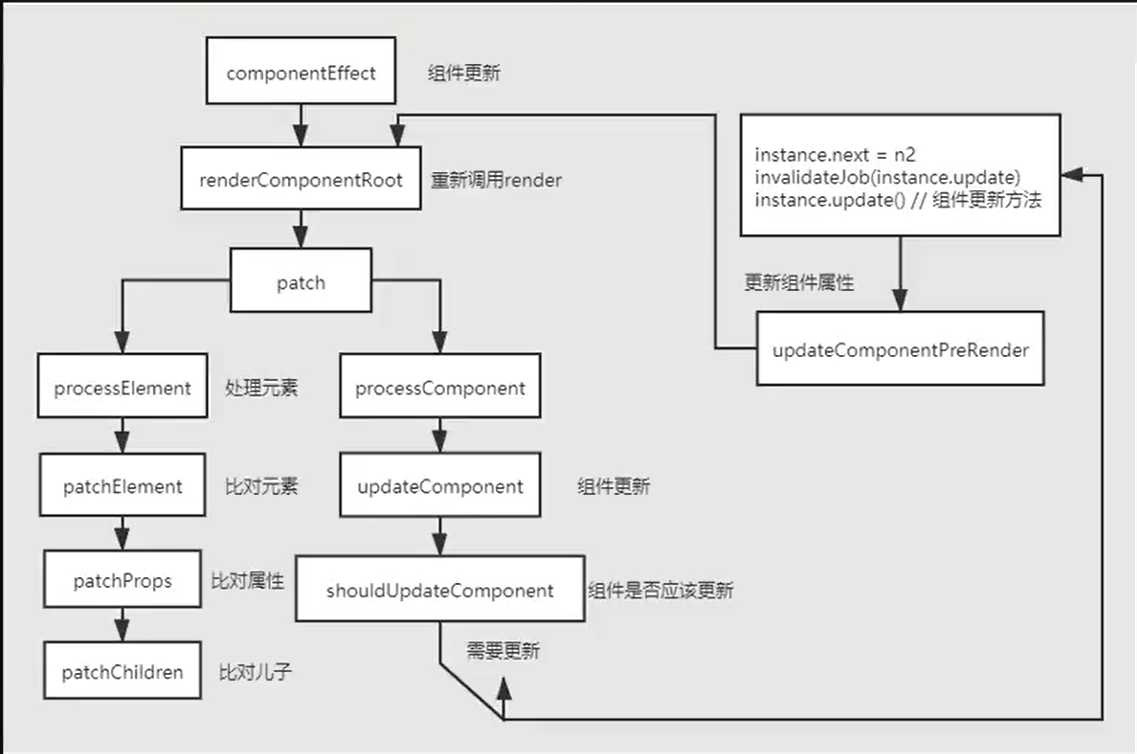 componentEffect
组件更新
renderComponentRoot
重新调用render
patch
processElement
处理元素
processComponent
patchElement
比对元素
updateComponent
组件更新
patchProps
比对属性
shouldUpdateComponent
组件是否应该更新
patchChildren
比对儿子
需要更新
instance.next = n2
invalidateJob(instance.update)
instance.update() // 组件更新方法
更新组件属性
updateComponentPreRender